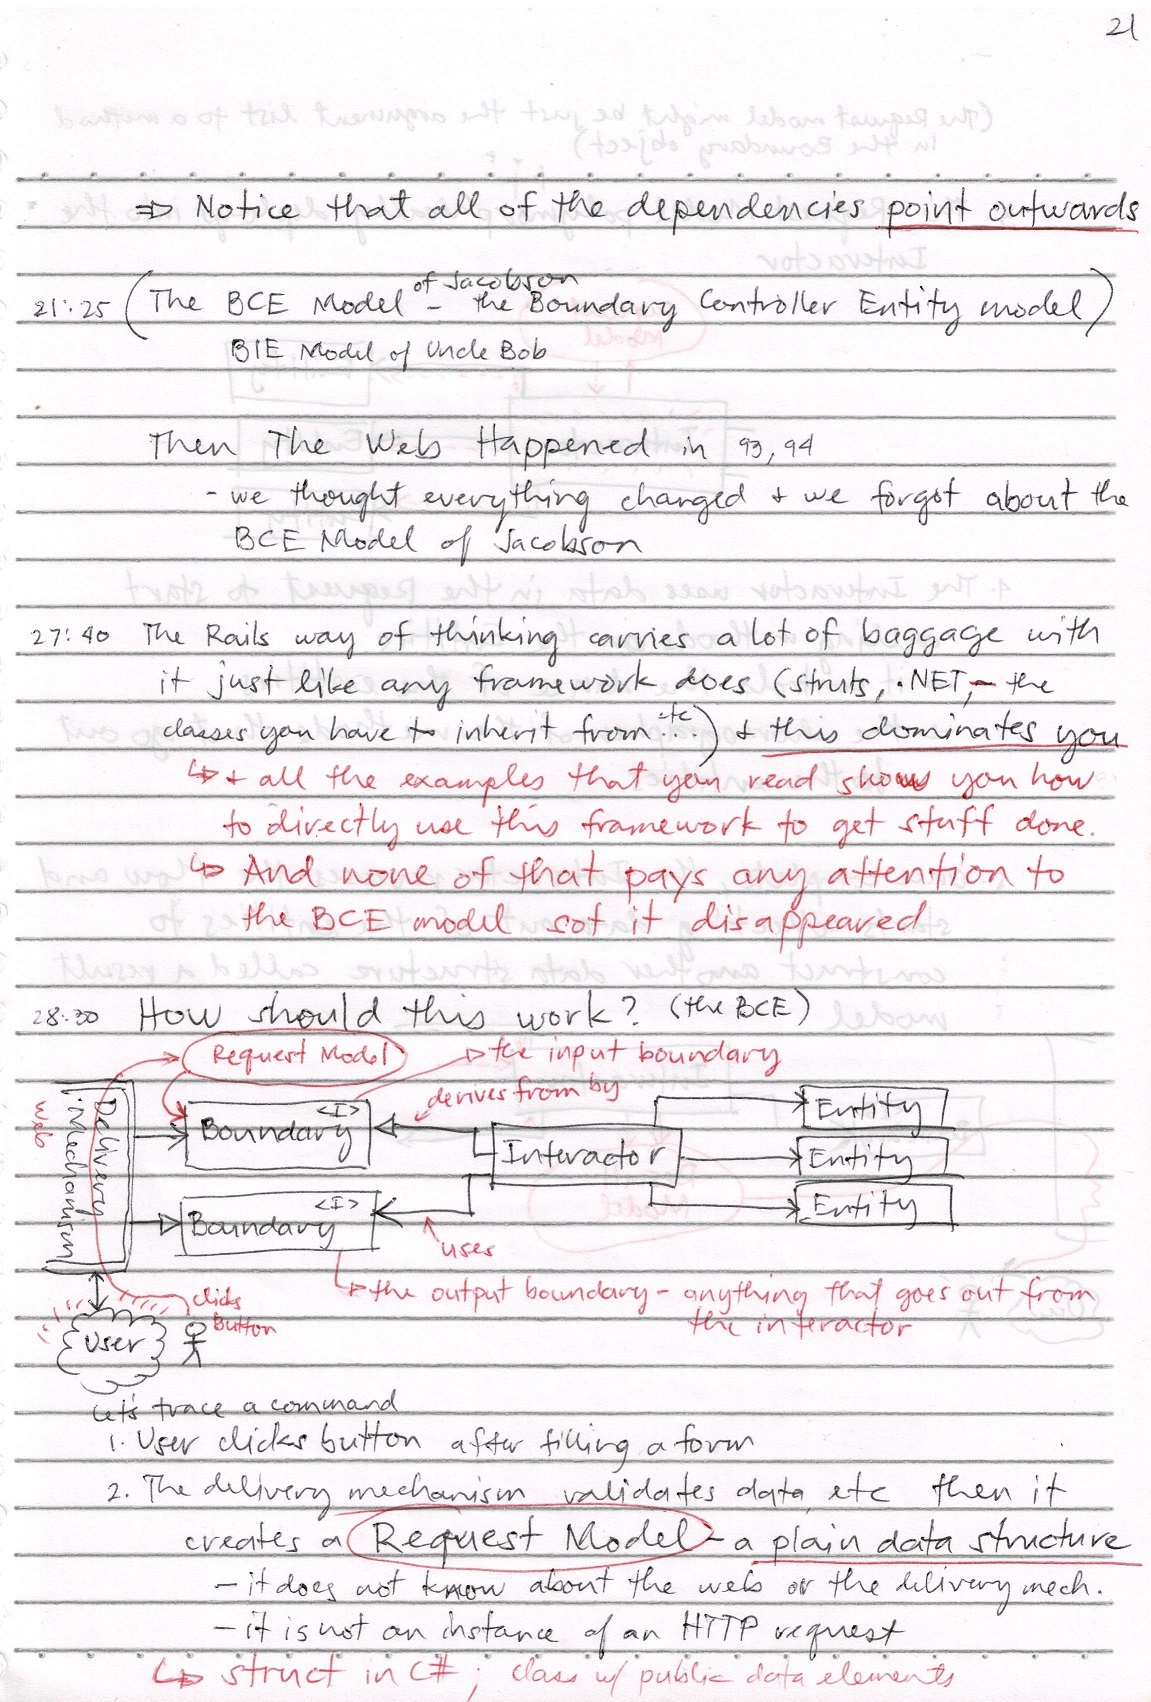 21
⇒ Notice that all of the dependencies point outwards
21:25 (The BCE Model of Jacobson - the Boundary Controller Entity model)
BIE Model of Uncle Bob
Then The Web Happened in 93, 94
- we thought everything changed + we forgot about the
BCE Model of Jacobson
27:40 The Rails way of thinking carries a lot of baggage with
it just like any framework does (struts, .NET, - the
classes you have to inherit from... etc) + this dominates you
↳ + all the examples that you read shows you how
to directly use this framework to get stuff done.
↳ And none of that pays any attention to
the BCE model sot it disappeared
28:30 How should this work? (the BCE)
Request Model
→ the input boundary
derives from by
Web
Delivery
Mechanism
<I>
Boundary
Interactor
Entity
Entity
Entity
<I>
Boundary
uses
↳ the output boundary - anything that goes out from
the interactor
clicks
button
User
Let's trace a command
1. User clicks button after filling a form
2. The delivery mechanism validates data, etc then it
creates a Request Model - a plain data structure
- it does not know about the web or the delivery mech.
- it is not an instance of an HTTP request
↳ struct in C# ; class w/ public data elements